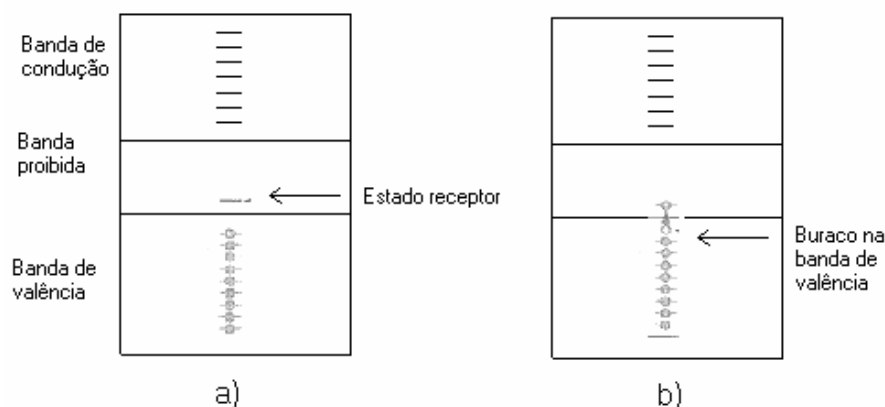 Banda de
condução
Banda
proibida
Estado receptor
Banda de
valência
Buraco na
banda de
valência
a)
b)